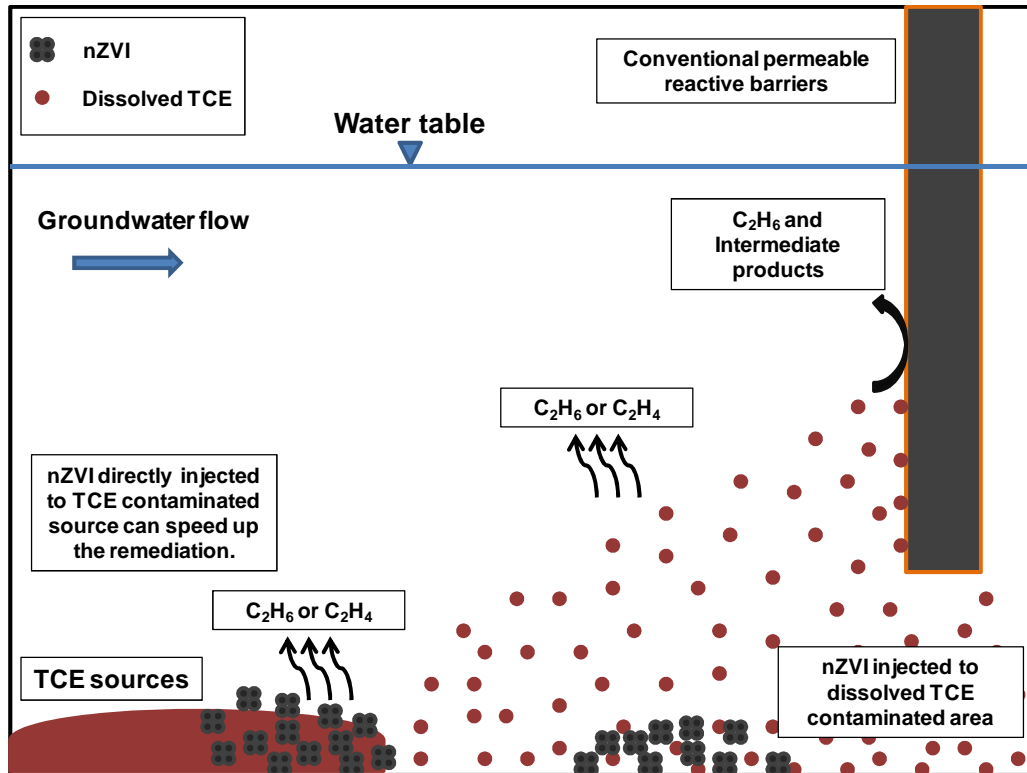 nZVI
Dissolved TCE
Conventional permeable
reactive barriers
Water table
Groundwater flow
C₂H₆ and
Intermediate
products
C₂H₆ or C₂H₄
nZVI directly injected
to TCE contaminated
source can speed up
the remediation.
C₂H₆ or C₂H₄
TCE sources
nZVI injected to
dissolved TCE
contaminated area